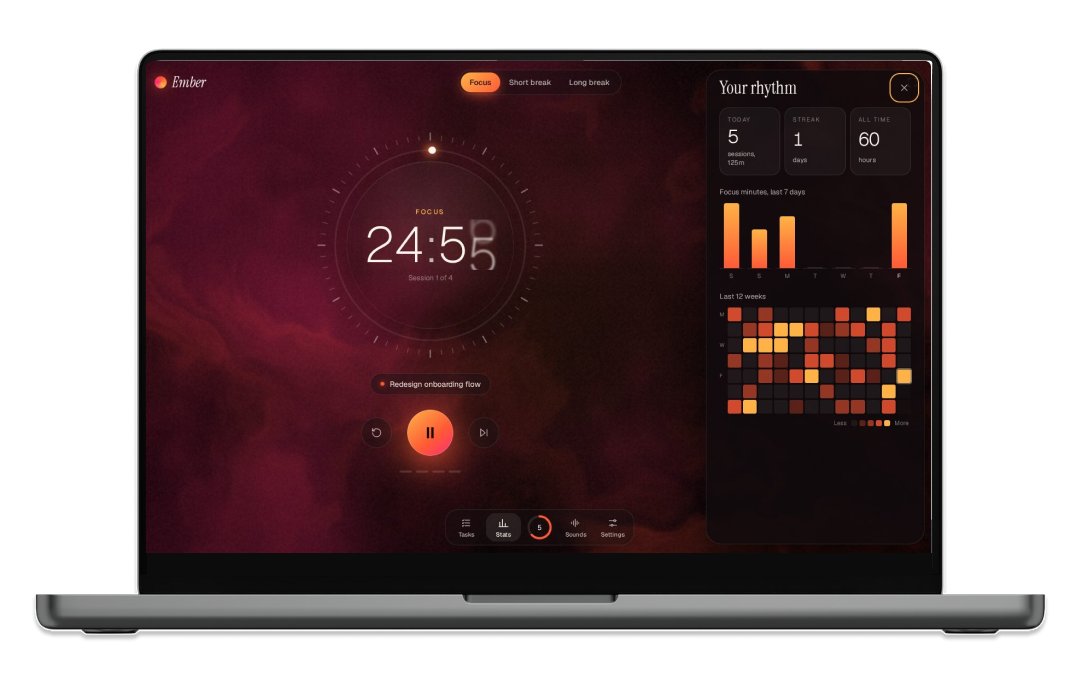 Ember
Focus Short break Long break
Your rhythm
TODAY
5
sessions,
125m
STREAK
1
days
ALL TIME
60
hours
FOCUS
24:55
Session 1 of 4
Redesign onboarding flow
Focus minutes, last 7 days
S S M T W T F
Last 12 weeks
M
W
F
Less More
Tasks Stats 5 Sounds Settings